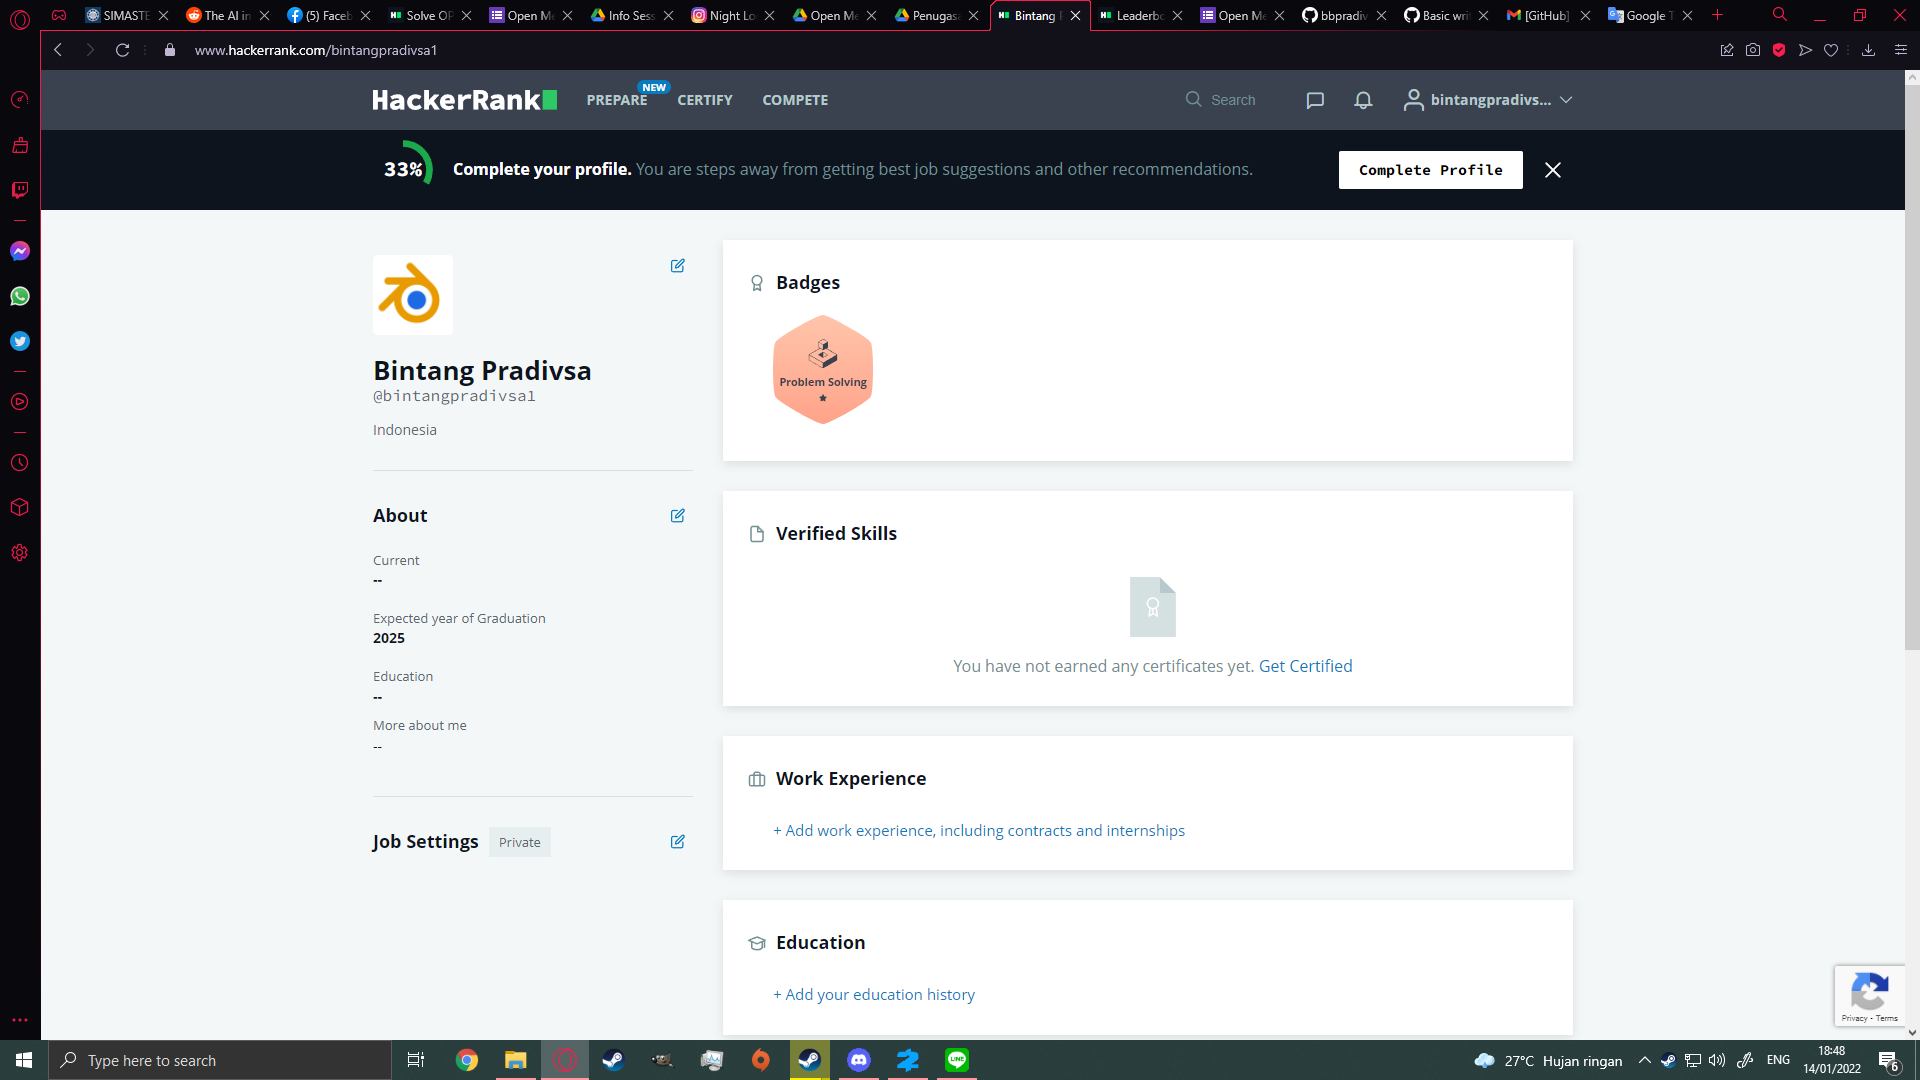 SIMASTE
The AI in
(5) Faceb
Solve OP
Open Me
Info Sess
Night Lo
Open Me
Penugasa
Bintang P
Leaderbo
Open Me
bbpradiv
Basic wri
[GitHub]
Google T
www.hackerrank.com/bintangpradivsa1
HackerRank
PREPARE
NEW
CERTIFY
COMPETE
Search
bintangpradivs...
33%
Complete your profile. You are steps away from getting best job suggestions and other recommendations.
Complete Profile
Bintang Pradivsa
@bintangpradivsa1
Indonesia
About
Current
--
Expected year of Graduation
2025
Education
--
More about me
--
Job Settings
Private
Badges
Problem Solving
Verified Skills
You have not earned any certificates yet. Get Certified
Work Experience
+ Add work experience, including contracts and internships
Education
+ Add your education history
Privacy - Terms
Type here to search
LINE
27°C Hujan ringan
ENG
18:48
14/01/2022
6